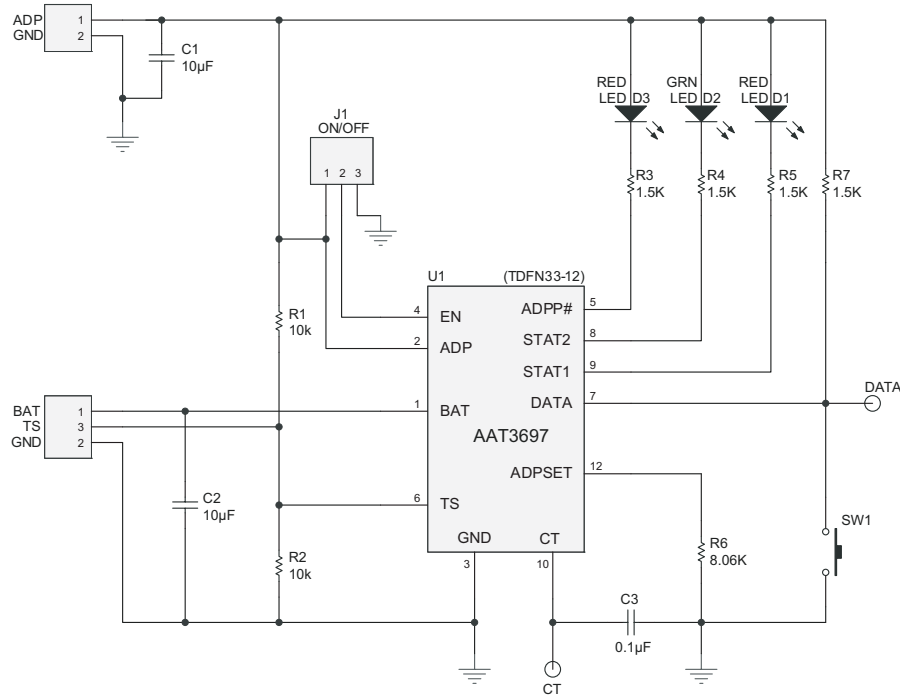 ADP 1
GND 2
C1
10µF
J1
ON/OFF
1 2 3
RED
LED D3
GRN
LED D2
RED
LED D1
R3
1.5K
R4
1.5K
R5
1.5K
R7
1.5K
U1 (TDFN33-12)
R1
10k
4 EN
2 ADP
1 BAT
6 TS
ADPP# 5
STAT2 8
STAT1 9
DATA 7
DATA
AAT3697
ADPSET 12
BAT 1
TS 3
GND 2
C2
10µF
R2
10k
GND
3
CT
10
R6
8.06K
SW1
C3
0.1µF
CT